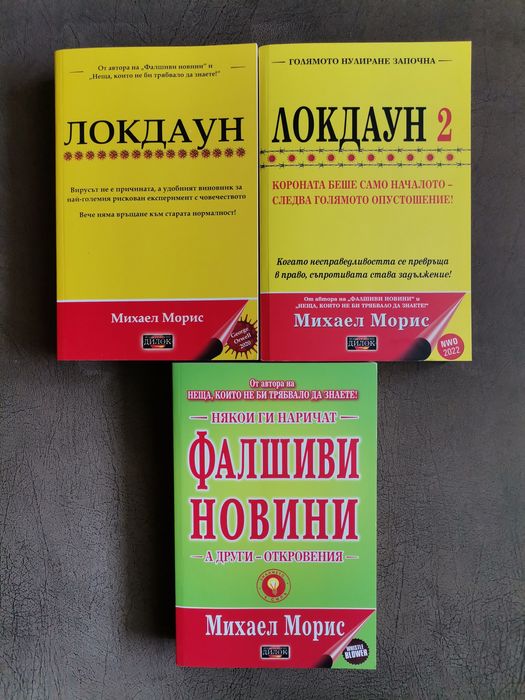 От автора на „Фалшиви новини" и
„Неща, които не би трябвало да знаете!"
ЛОКДАУН
Вирусът не е причината, а удобният виновник за
най-големия рискован експеримент с човечеството
Вече няма връщане към старата нормалност!
Михаел Морис
ДИЛОК
George
Orwell
2020
ГОЛЯМОТО НУЛИРАНЕ ЗАПОЧНА
ЛОКДАУН 2
КОРОНАТА БЕШЕ САМО НАЧАЛОТО –
СЛЕДВА ГОЛЯМОТО ОПУСТОШЕНИЕ!
Когато несправедливостта се превръща
в право, съпротивата става задължение!
От автора на „ФАЛШИВИ НОВИНИ" и
„НЕЩА, КОИТО НЕ БИ ТРЯБВАЛО ДА ЗНАЕТЕ!"
Михаел Морис
ДИЛОК
NWO
2022
От автора на
НЕЩА, КОИТО НЕ БИ ТРЯБВАЛО ДА ЗНАЕТЕ!
НЯКОИ ГИ НАРИЧАТ
ФАЛШИВИ
НОВИНИ
А ДРУГИ – ОТКРОВЕНИЯ
Михаел Морис
ДИЛОК
WHISTLE
BLOWER